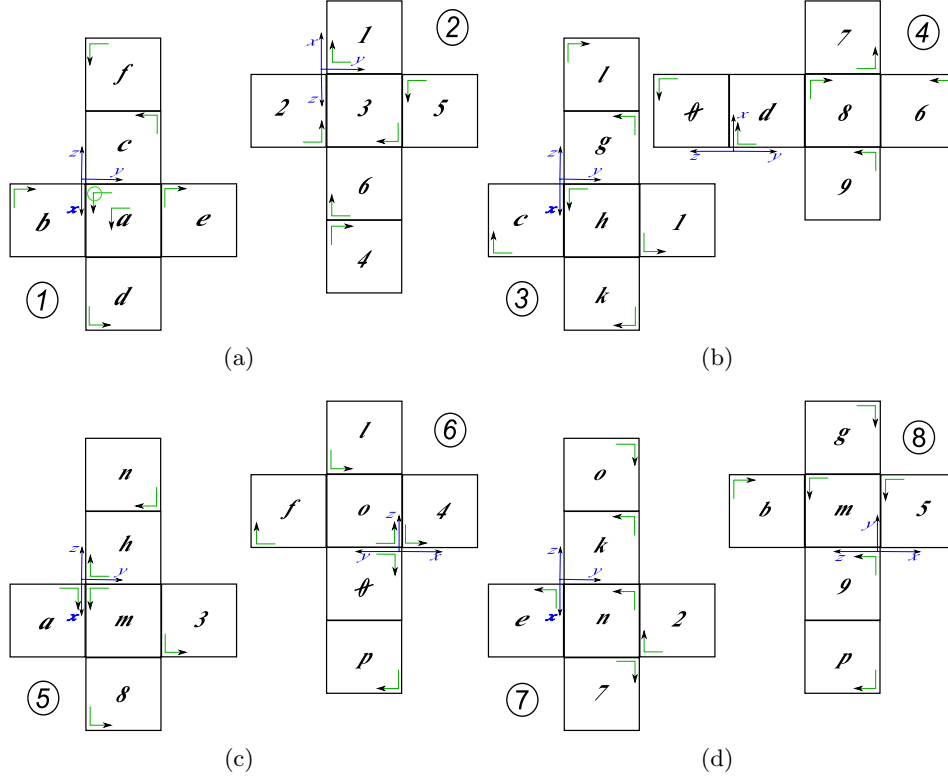 f
c
b a e
d
z
y
x
1
1
2 3 5
6
4
x
y
z
2
(a)
l
g
c h 1
k
z
y
x
3
7
0 d 8 6
9
x
z y
4
(b)
n
h
a m 3
8
z
y
x
5
l
f o 4
0
p
z
y x
6
(c)
o
k
e n 2
7
z
y
x
7
g
b m 5
9
p
y
z x
8
(d)